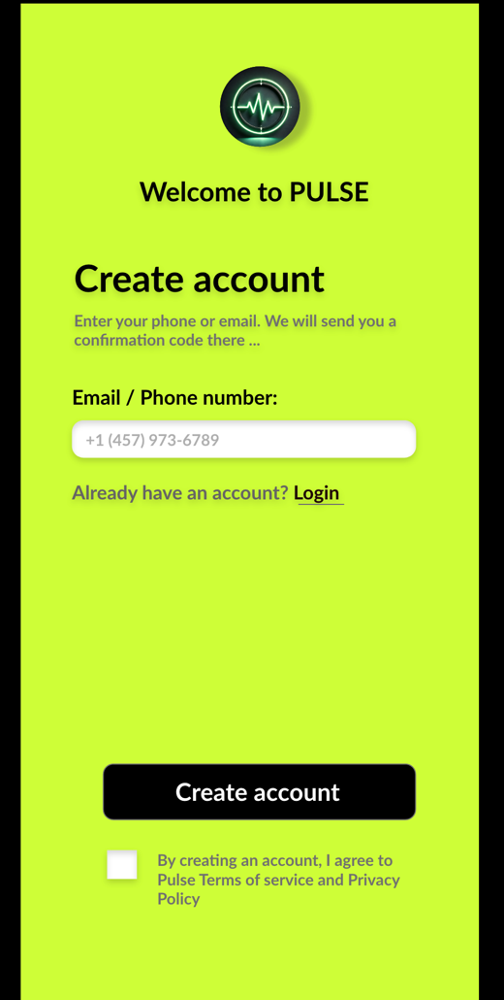 Welcome to PULSE
Create account
Enter your phone or email. We will send you a
confirmation code there ...
Email / Phone number:
+1 (457) 973-6789
Already have an account? Login
Create account
By creating an account, I agree to
Pulse Terms of service and Privacy
Policy